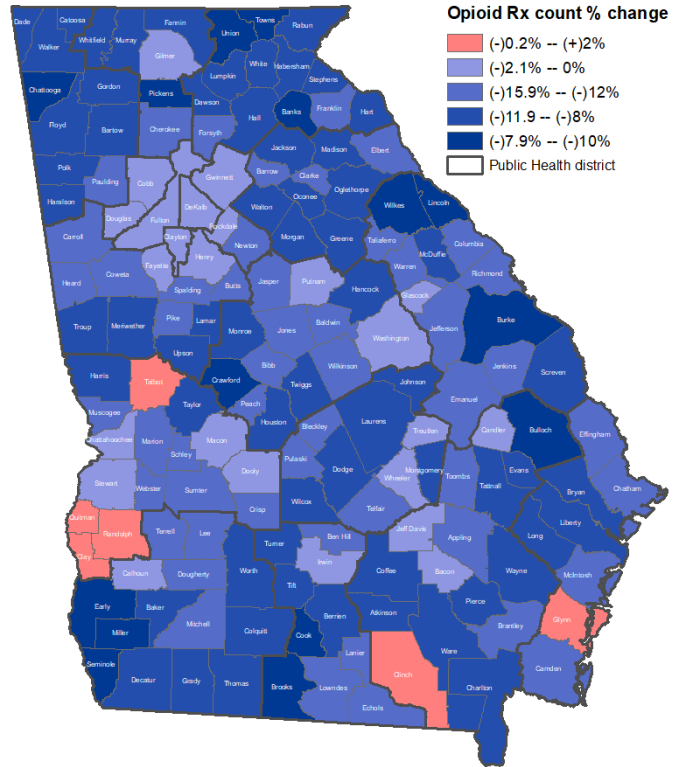 Opioid Rx count % change
(-)0.2% -- (+)2%
(-)2.1% -- 0%
(-)15.9% -- (-)12%
(-)11.9 -- (-)8%
(-)7.9% -- (-)10%
Public Health district
Dade
Catoosa
Fannin
Towns
Rabun
Walker
Whitfield
Murray
Union
Gilmer
White
Habersham
Lumpkin
Stephens
Chattooga
Gordon
Pickens
Dawson
Banks
Franklin
Hart
Floyd
Bartow
Cherokee
Forsyth
Hall
Jackson
Madison
Elbert
Polk
Paulding
Cobb
Gwinnett
Barrow
Clarke
Oglethorpe
Oconee
Haralson
Douglas
Fulton
DeKalb
Rockdale
Walton
Wilkes
Lincoln
Carroll
Clayton
Henry
Newton
Morgan
Greene
Taliaferro
McDuffie
Columbia
Fayette
Heard
Coweta
Spalding
Butts
Jasper
Putnam
Hancock
Warren
Richmond
Glascock
Troup
Meriwether
Pike
Lamar
Monroe
Jones
Baldwin
Washington
Jefferson
Burke
Upson
Bibb
Wilkinson
Jenkins
Screven
Harris
Talbot
Crawford
Twiggs
Johnson
Emanuel
Taylor
Peach
Houston
Laurens
Muscogee
Chattahoochee
Marion
Macon
Bleckley
Treutlen
Candler
Bulloch
Effingham
Schley
Dooly
Pulaski
Dodge
Wheeler
Montgomery
Toombs
Evans
Tattnall
Bryan
Chatham
Stewart
Webster
Sumter
Crisp
Wilcox
Telfair
Liberty
Quitman
Randolph
Terrell
Lee
Turner
Ben Hill
Jeff Davis
Appling
Long
Clay
Calhoun
Dougherty
Worth
Irwin
Coffee
Bacon
Wayne
McIntosh
Tift
Early
Baker
Mitchell
Berrien
Atkinson
Pierce
Brantley
Glynn
Miller
Colquitt
Cook
Lanier
Ware
Seminole
Decatur
Grady
Thomas
Brooks
Lowndes
Clinch
Charlton
Camden
Echols